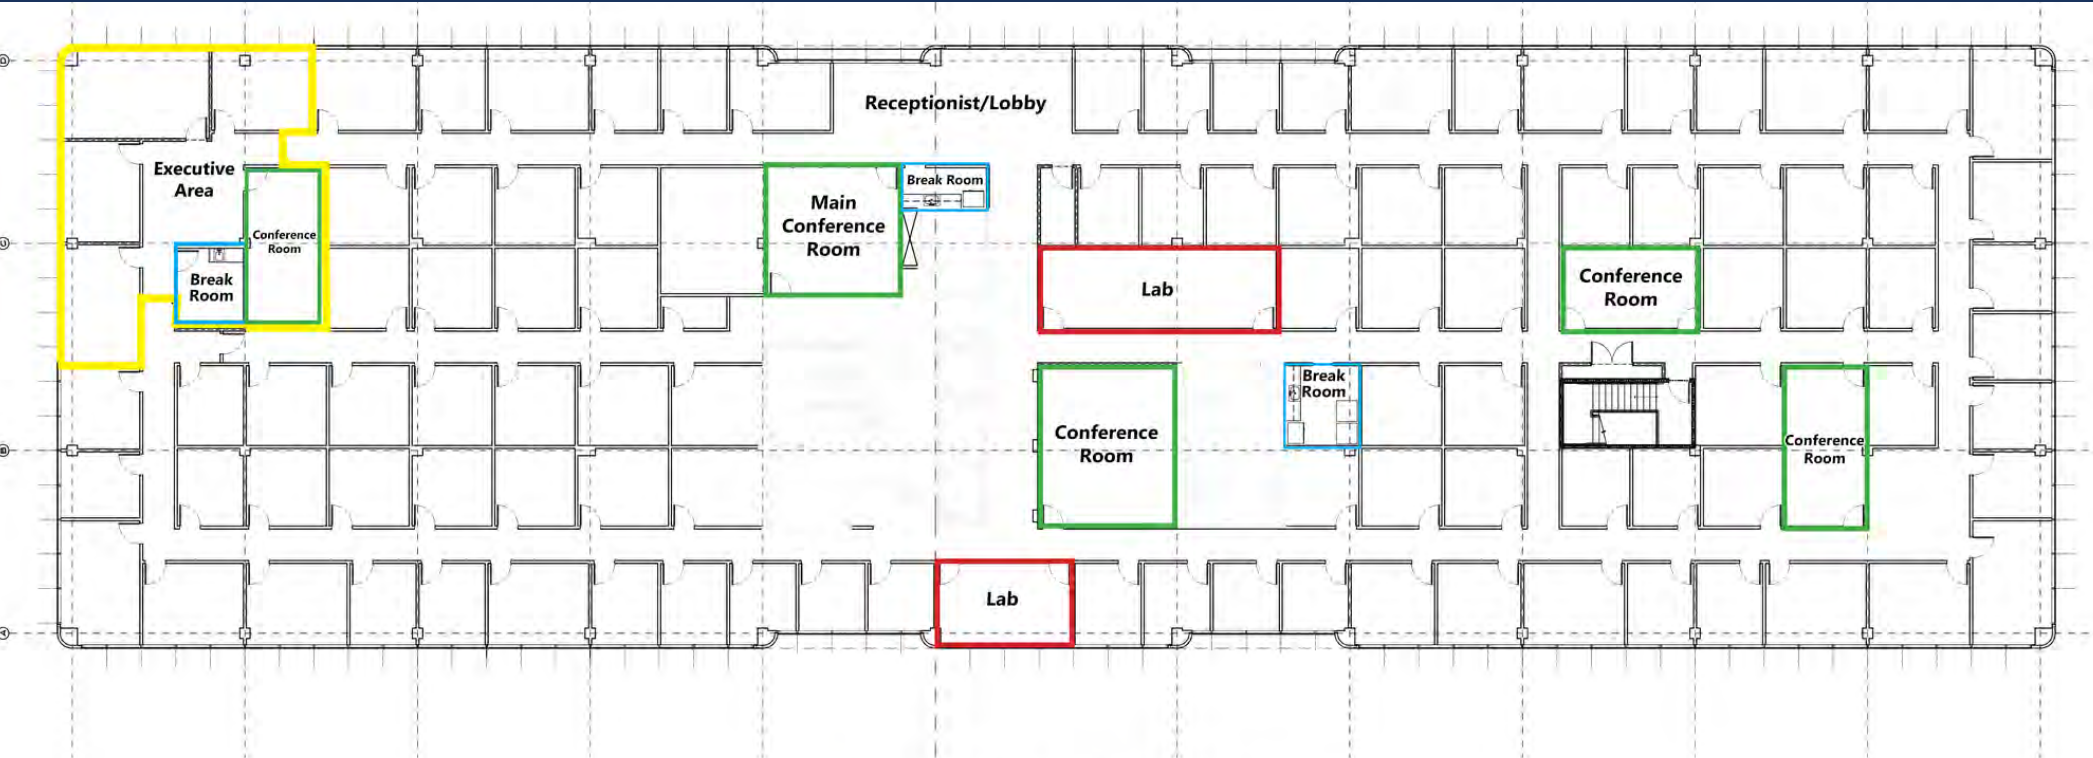 Receptionist/Lobby
Executive
Area
Conference
Room
Break
Room
Main
Conference
Room
Break Room
Lab
Conference
Room
Conference
Room
Break
Room
Conference
Room
Lab